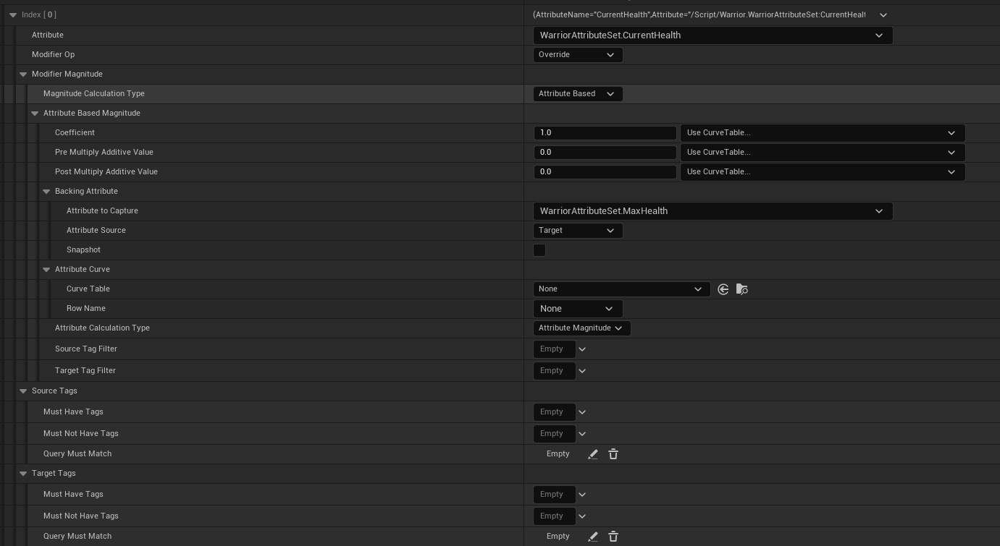 Index [ 0 ] (AttributeName="CurrentHealth",Attribute="/Script/Warrior.WarriorAttributeSet:CurrentHealt
Attribute WarriorAttributeSet.CurrentHealth
Modifier Op Override
Modifier Magnitude
Magnitude Calculation Type Attribute Based
Attribute Based Magnitude
Coefficient 1.0 Use CurveTable...
Pre Multiply Additive Value 0.0 Use CurveTable...
Post Multiply Additive Value 0.0 Use CurveTable...
Backing Attribute
Attribute to Capture WarriorAttributeSet.MaxHealth
Attribute Source Target
Snapshot
Attribute Curve
Curve Table None
Row Name None
Attribute Calculation Type Attribute Magnitude
Source Tag Filter Empty
Target Tag Filter Empty
Source Tags
Must Have Tags Empty
Must Not Have Tags Empty
Query Must Match Empty
Target Tags
Must Have Tags Empty
Must Not Have Tags Empty
Query Must Match Empty